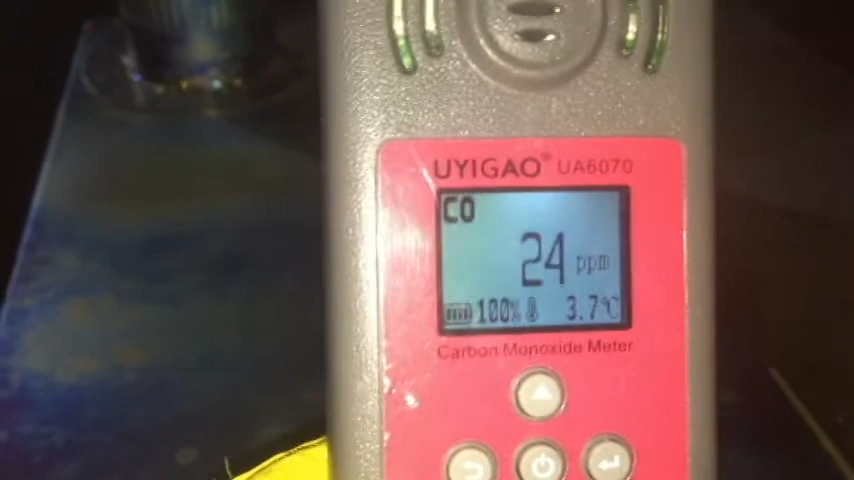 UYIGAO® UA6070
CO
24 ppm
100% 3.7℃
Carbon Monoxide Meter